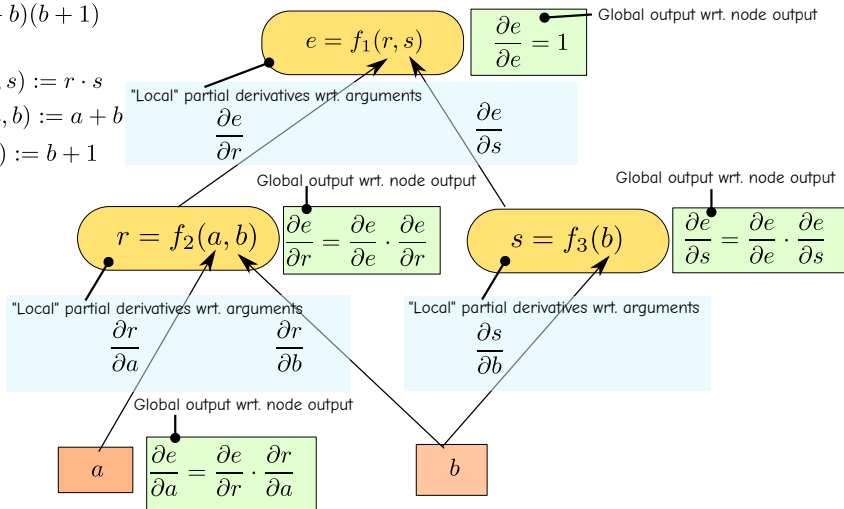 b)(b + 1)
e = f₁(r, s)
∂e/∂e = 1
Global output wrt. node output
s) := r · s
, b) := a + b
) := b + 1
"Local" partial derivatives wrt. arguments
∂e/∂r
∂e/∂s
Global output wrt. node output
Global output wrt. node output
r = f₂(a, b)
∂e/∂r = ∂e/∂e · ∂e/∂r
s = f₃(b)
∂e/∂s = ∂e/∂e · ∂e/∂s
"Local" partial derivatives wrt. arguments
∂r/∂a
∂r/∂b
"Local" partial derivatives wrt. arguments
∂s/∂b
Global output wrt. node output
a
∂e/∂a = ∂e/∂r · ∂r/∂a
b